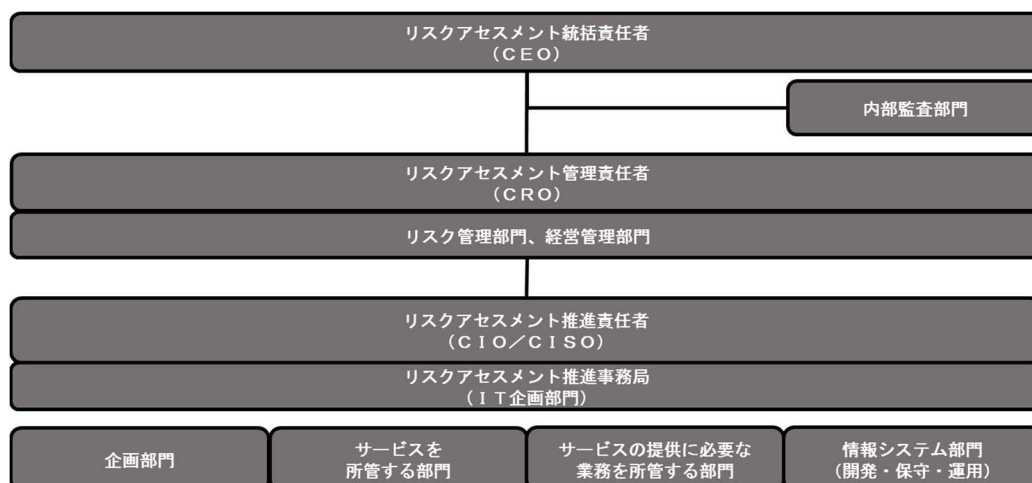 リスクアセスメント統括責任者
（ＣＥＯ）
内部監査部門
リスクアセスメント管理責任者
（ＣＲＯ）
リスク管理部門、経営管理部門
リスクアセスメント推進責任者
（ＣＩＯ／ＣＩＳＯ）
リスクアセスメント推進事務局
（ＩＴ企画部門）
企画部門
サービスを
所管する部門
サービスの提供に必要な
業務を所管する部門
情報システム部門
（開発・保守・運用）